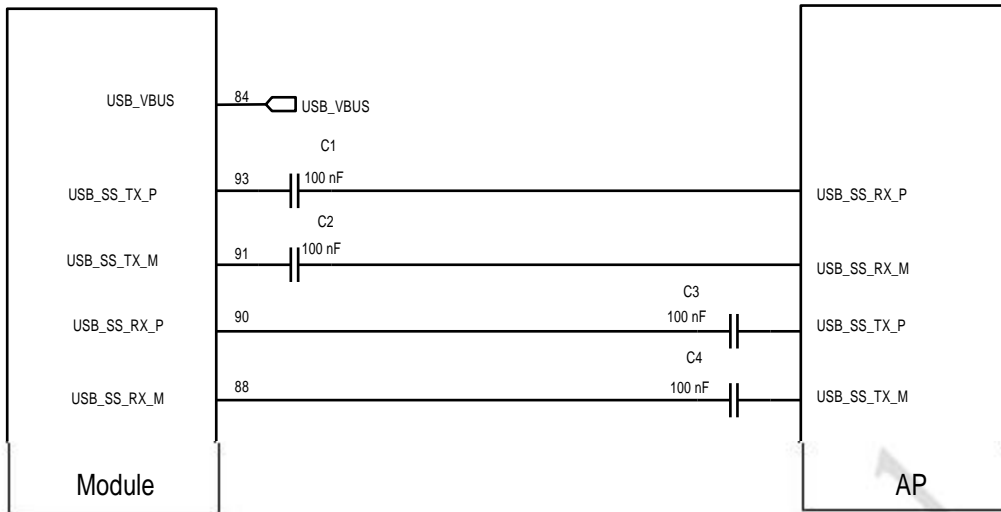 USB_VBUS 84 USB_VBUS
C1
USB_SS_TX_P 93 100 nF USB_SS_RX_P
C2
USB_SS_TX_M 91 100 nF USB_SS_RX_M
C3
USB_SS_RX_P 90 100 nF USB_SS_TX_P
C4
USB_SS_RX_M 88 100 nF USB_SS_TX_M
Module AP